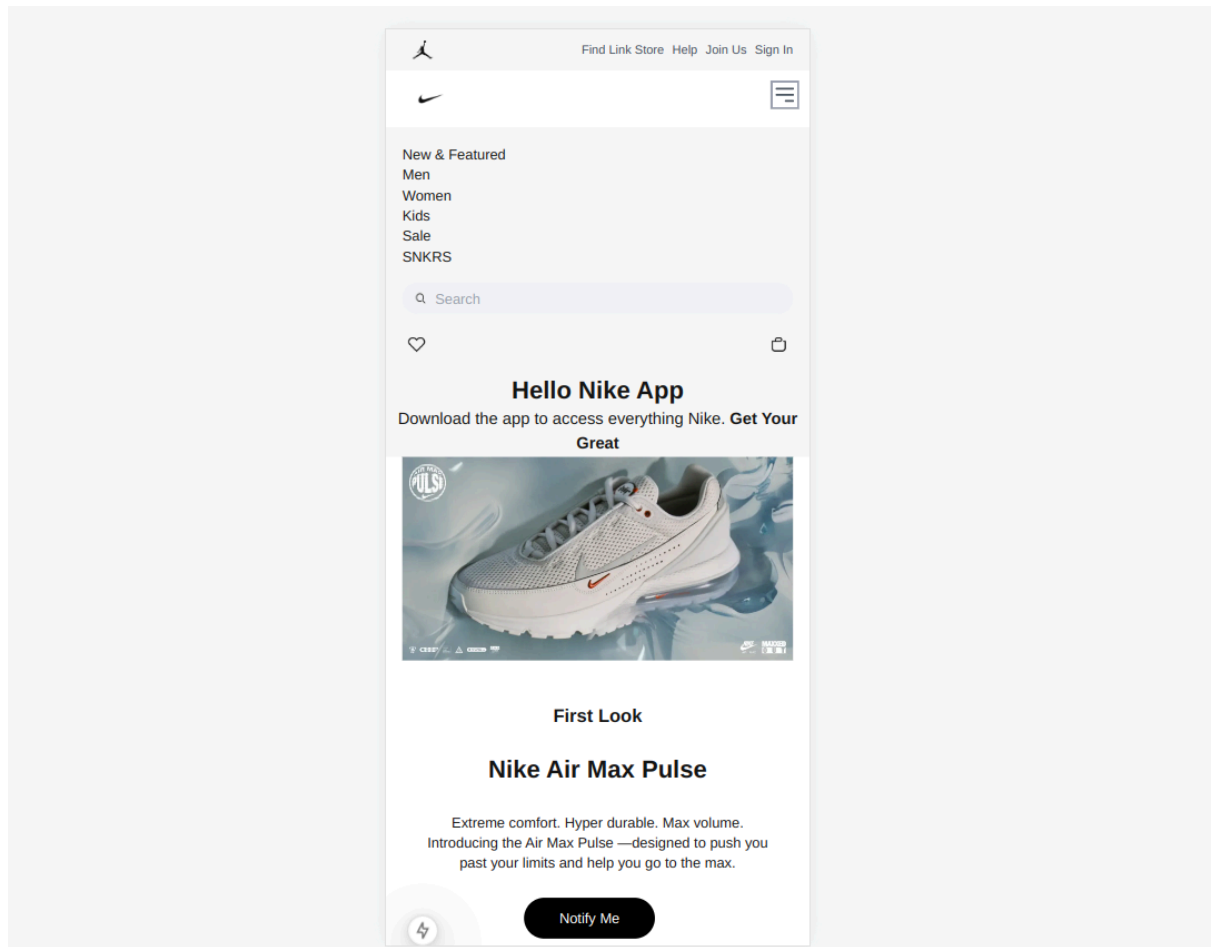 Find Link Store Help Join Us Sign In
New & Featured
Men
Women
Kids
Sale
SNKRS
Search
Hello Nike App
Download the app to access everything Nike. Get Your
Great
First Look
Nike Air Max Pulse
Extreme comfort. Hyper durable. Max volume.
Introducing the Air Max Pulse —designed to push you
past your limits and help you go to the max.
Notify Me